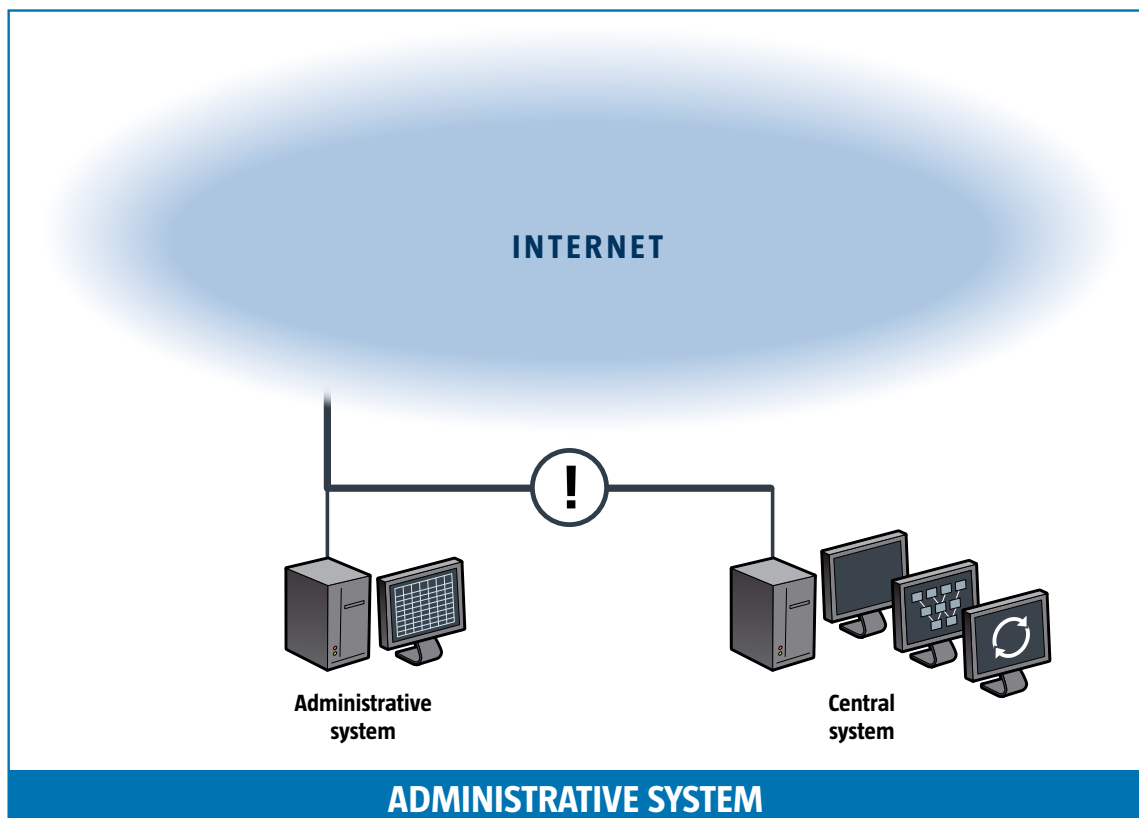 INTERNET
!
Administrative
system
Central
system
ADMINISTRATIVE SYSTEM